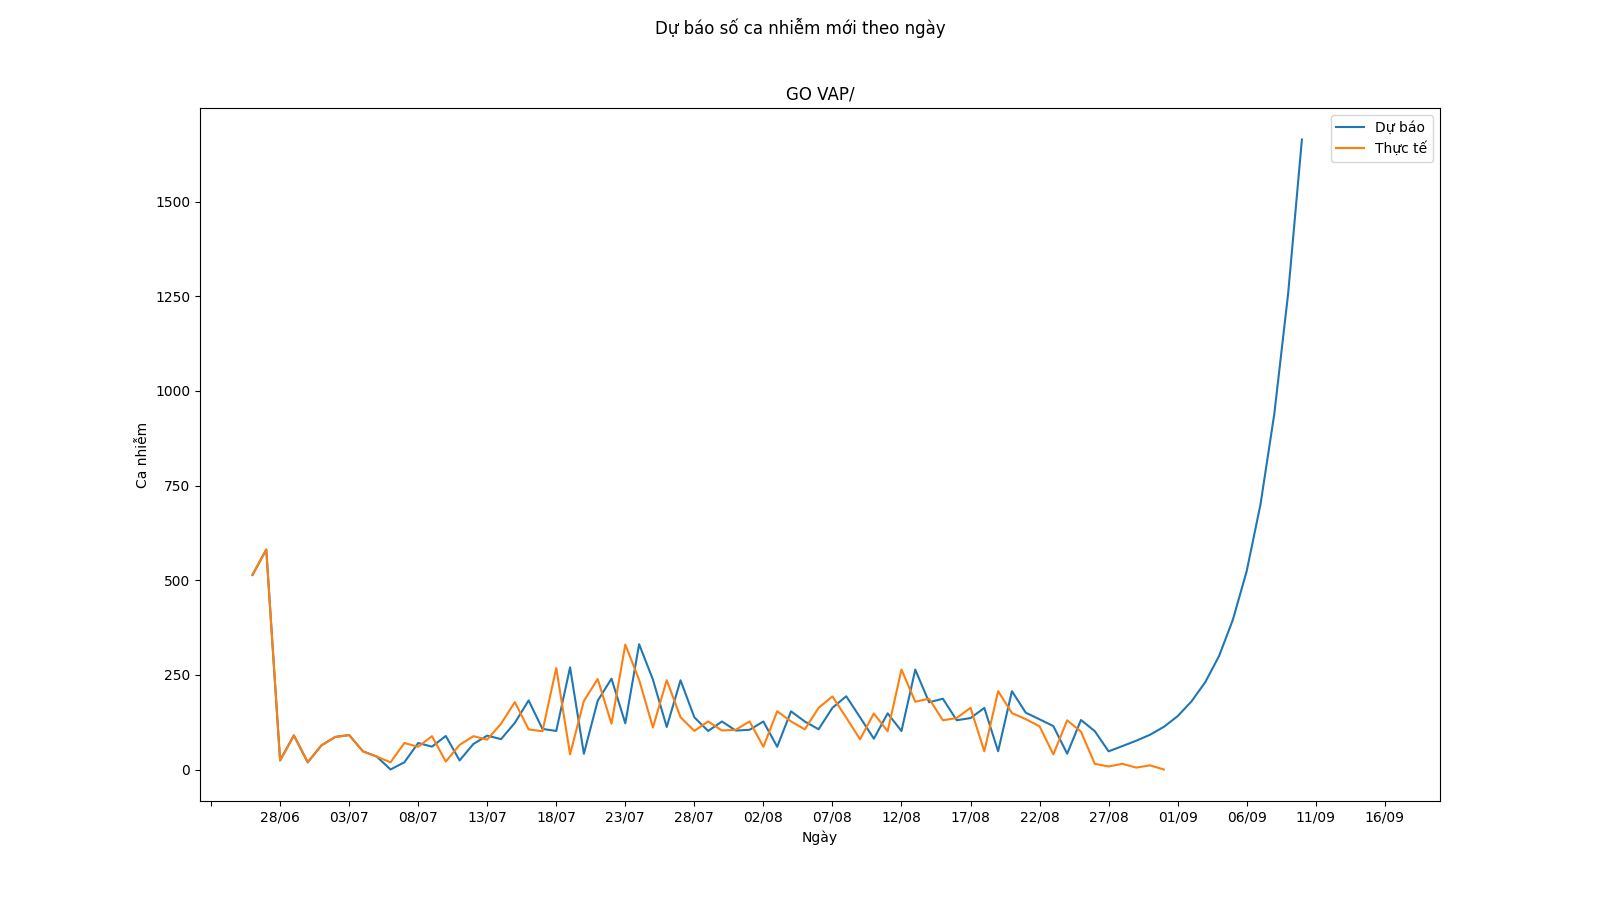 Dự báo số ca nhiễm mới theo ngày
GO VAP/
Dự báo
Thực tế
1500
1250
1000
750
500
250
0
Ca nhiễm
28/06 03/07 08/07 13/07 18/07 23/07 28/07 02/08 07/08 12/08 17/08 22/08 27/08 01/09 06/09 11/09 16/09
Ngày